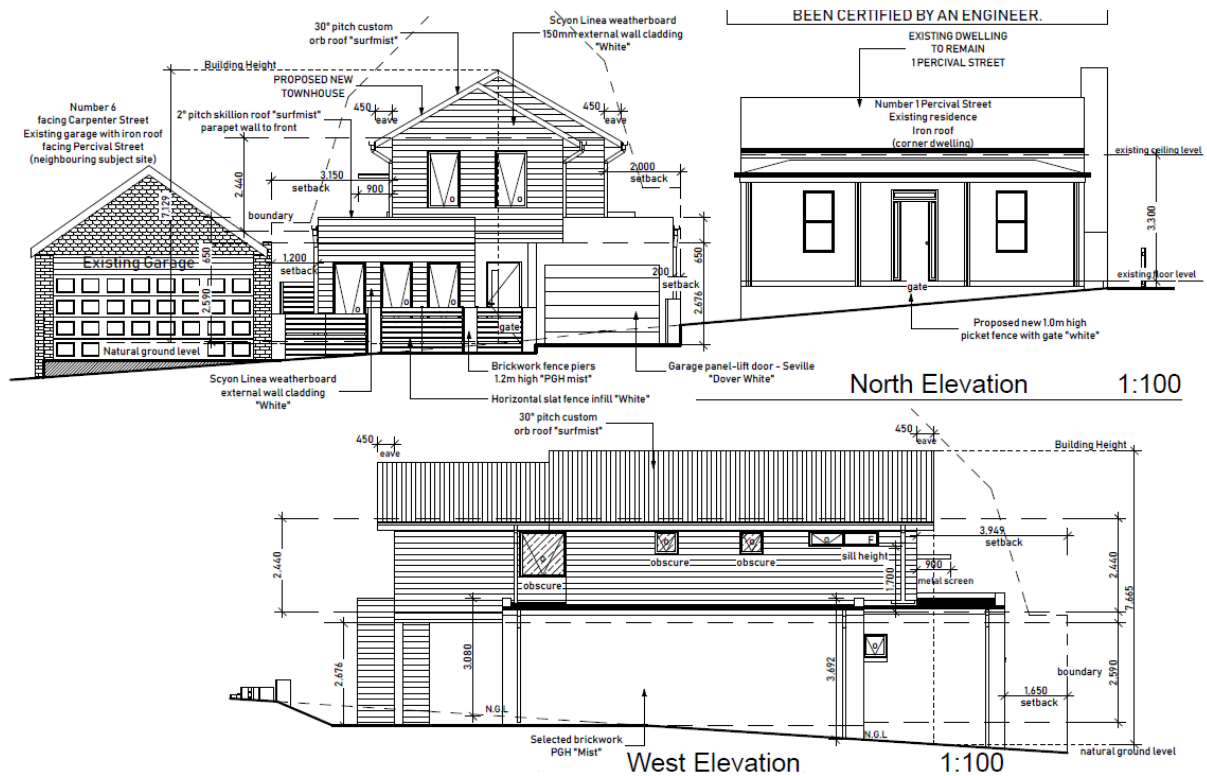 BEEN CERTIFIED BY AN ENGINEER.
30° pitch custom
orb roof "surfmist"
Scyon Linea weatherboard
150mm external wall cladding
"White"
EXISTING DWELLING
TO REMAIN
1 PERCIVAL STREET
Building Height
PROPOSED NEW
TOWNHOUSE
450
eave
450
eave
Number 6
facing Carpenter Street
Existing garage with iron roof
facing Percival Street
(neighbouring subject site)
2° pitch skillion roof "surfmist"
parapet wall to front
Number 1 Percival Street
Existing residence
Iron roof
(corner dwelling)
existing ceiling level
2,440
3,150
setback
900
2,000
setback
7,129
boundary
3,300
650
650
Existing Garage
1,200
setback
200
setback
existing floor level
2,590
2,676
gate
gate
Natural ground level
Proposed new 1.0m high
picket fence with gate "white"
Scyon Linea weatherboard
external wall cladding
"White"
Brickwork fence piers
1.2m high "PGH mist"
Garage panel-lift door - Seville
"Dover White"
Horizontal slat fence infill "White"
North Elevation 1:100
30° pitch custom
orb roof "surfmist"
450
eave
450
eave
Building Height
2,440
3,949
setback
F
sill height
obscure
obscure
obscure
900
metal screen
1,700
2,440
7,665
2,676
3,080
3,692
2,590
boundary
1,650
setback
N.G.L
N.G.L
natural ground level
Selected brickwork
PGH "Mist"
West Elevation 1:100